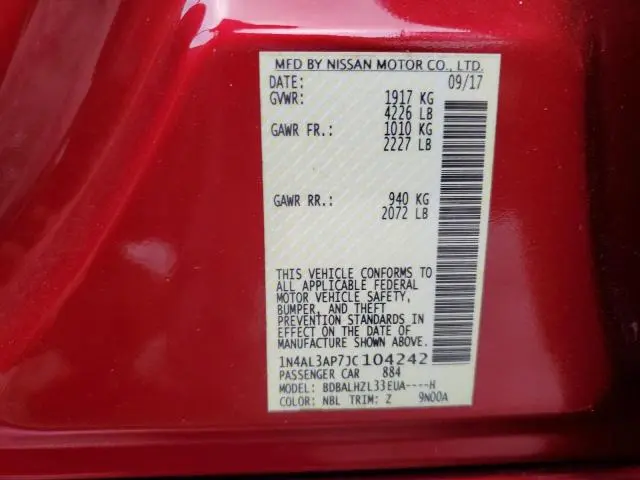 MFD BY NISSAN MOTOR CO., LTD.
DATE: 09/17
GVWR: 1917 KG
4226 LB
GAWR FR.: 1010 KG
2227 LB
GAWR RR.: 940 KG
2072 LB
THIS VEHICLE CONFORMS TO
ALL APPLICABLE FEDERAL
MOTOR VEHICLE SAFETY,
BUMPER, AND THEFT
PREVENTION STANDARDS IN
EFFECT ON THE DATE OF
MANUFACTURE SHOWN ABOVE.
1N4AL3AP7JC104242
PASSENGER CAR 884
MODEL: BDBALHZL33EUA----H
COLOR: NBL TRIM: Z 9N00A